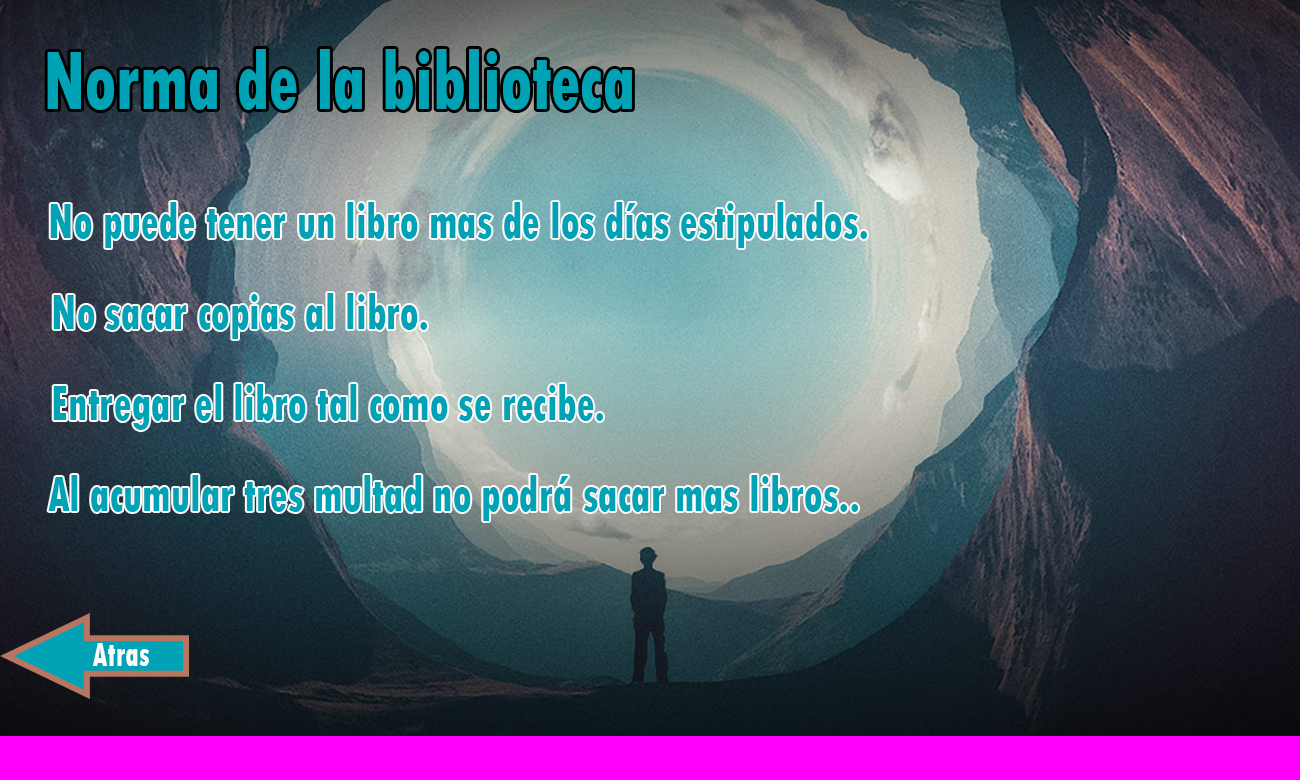 Norma de la biblioteca
No puede tener un libro mas de los días estipulados.
No sacar copias al libro.
Entregar el libro tal como se recibe.
Al acumular tres multad no podrá sacar mas libros..
Atras